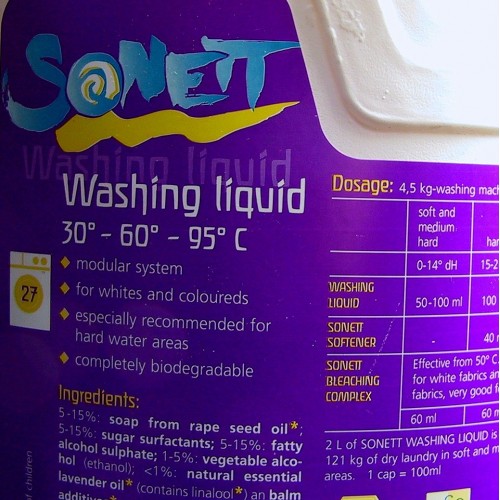 SONETT
Washing liquid
Washing liquid
30° – 60° – 95° C
27
modular system
for whites and coloureds
especially recommended for
hard water areas
completely biodegradable
Ingredients:
5-15%: soap from rape seed oil*;
5-15%: sugar surfactants; 5-15%: fatty
alcohol sulphate; 1-5%: vegetable alco-
hol (ethanol); <1%: natural essential
lavender oil* (contains linalool*) an balm
of children
Dosage: 4,5 kg-washing
soft and
medium
hard
0-14° dH
WASHING
LIQUID
50-100 ml
100
SONETT
SOFTENER
-
40
SONETT
BLEACHING
COMPLEX
Effective from 50° C.
for white fabrics
fabrics, very good
60 ml
60
2 L of SONETT WASHING LIQUID is
121 kg of dry laundry in soft and
areas. 1 cap = 100ml